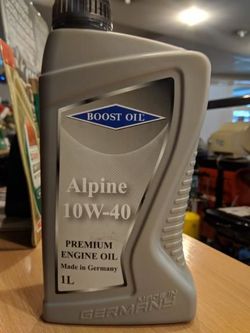 BOOST OIL
Alpine
10W-40
PREMIUM
ENGINE OIL
Made in Germany
1L
MADE IN
GERMANY